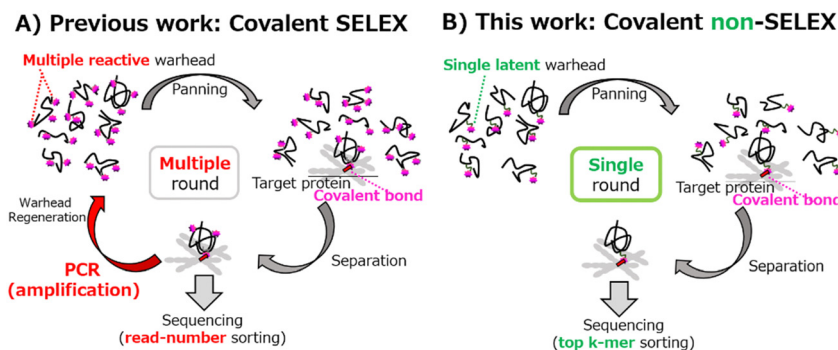 A) Previous work: Covalent SELEX
Multiple reactive warhead
Panning
Multiple
round
Target protein
Covalent bond
Warhead
Regeneration
PCR
(amplification)
Separation
Sequencing
(read-number sorting)
B) This work: Covalent non-SELEX
Single latent warhead
Panning
Single
round
Target protein
Covalent bond
Separation
Sequencing
(top k-mer sorting)